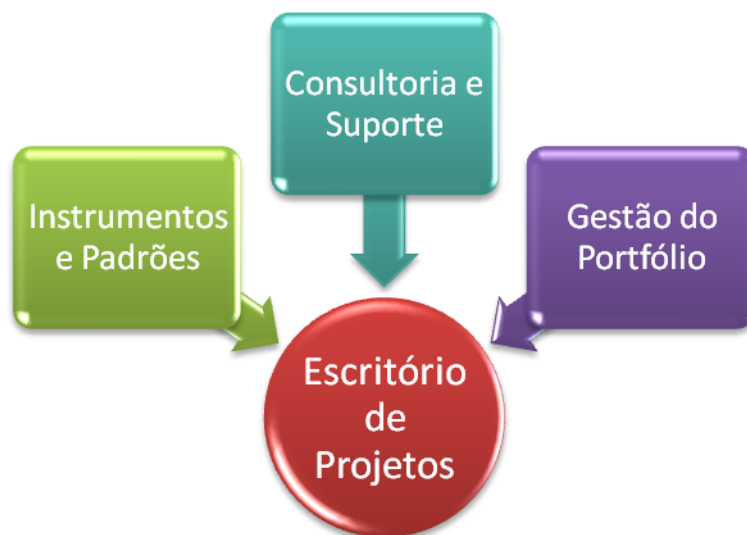 Consultoria e
Suporte
Instrumentos
e Padrões
Gestão do
Portfólio
Escritório
de
Projetos